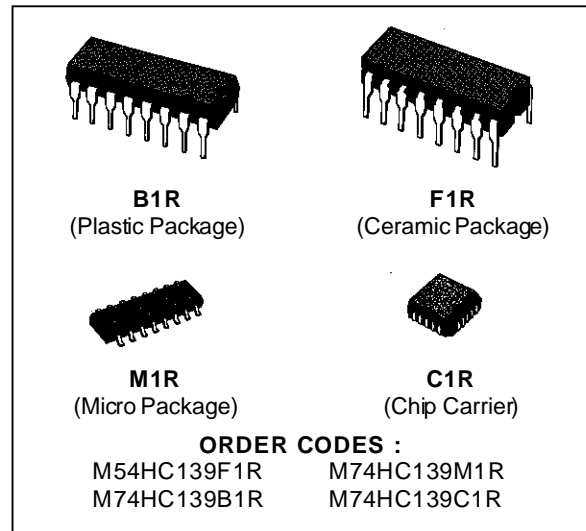 B1R
(Plastic Package)
F1R
(Ceramic Package)
M1R
(Micro Package)
C1R
(Chip Carrier)
ORDER CODES :
M54HC139F1R M74HC139M1R
M74HC139B1R M74HC139C1R